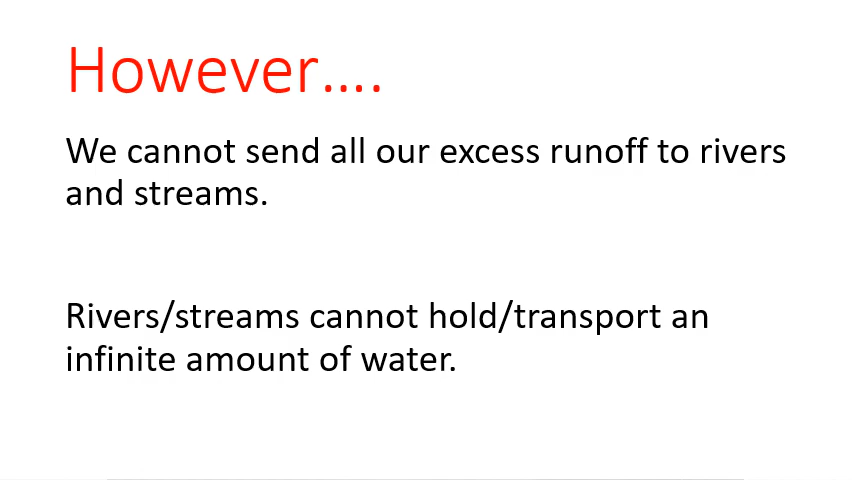 However....
We cannot send all our excess runoff to rivers
and streams.
Rivers/streams cannot hold/transport an
infinite amount of water.